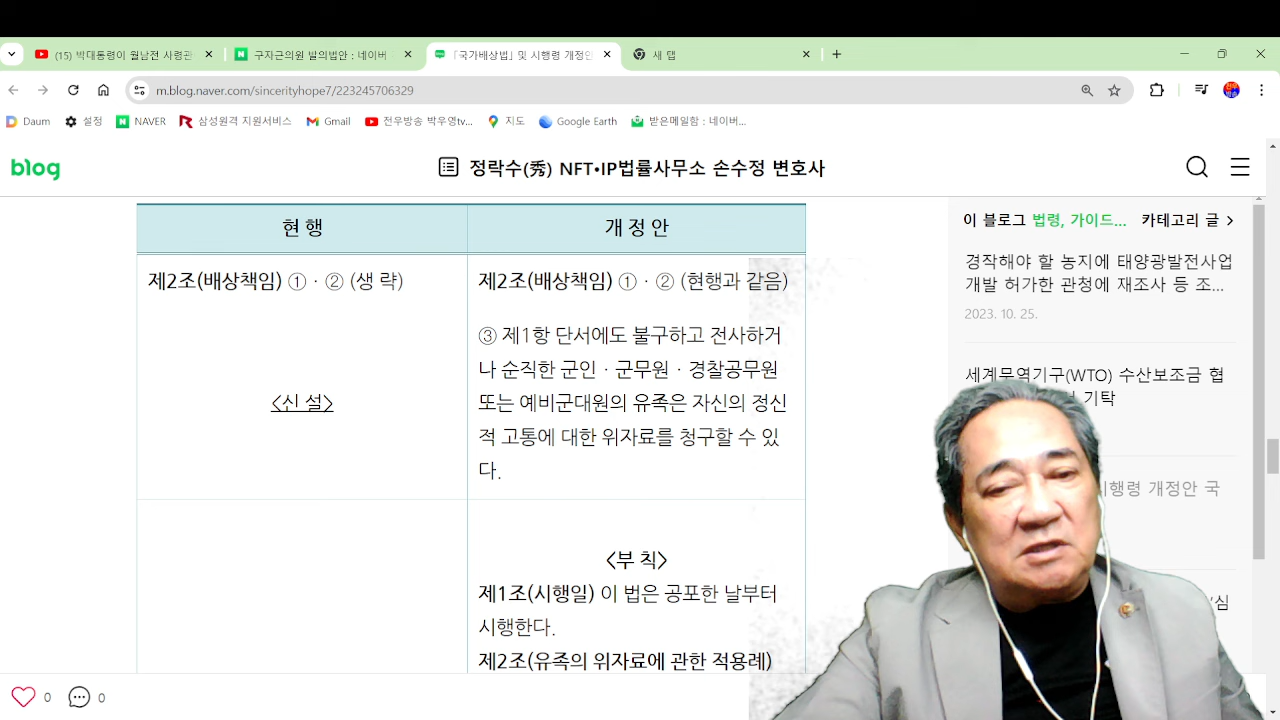 (15) 박대통령이 월남전 사령관
구자근의원 발의법안 : 네이버
「국가배상법」 및 시행령 개정안
새 탭
m.blog.naver.com/sincerityhope7/223245706329
Daum 설정 NAVER 삼성원격 지원서비스 Gmail 전우방송 박우영tv... 지도 Google Earth 받은메일함 : 네이버...
blog
정락수(秀) NFT•IP법률사무소 손수정 변호사
현 행
개 정 안
제2조(배상책임) ① · ② (생 략)
<신 설>
제2조(배상책임) ① · ② (현행과 같음)
③ 제1항 단서에도 불구하고 전사하거
나 순직한 군인 · 군무원 · 경찰공무원
또는 예비군대원의 유족은 자신의 정신
적 고통에 대한 위자료를 청구할 수 있
다.
<부 칙>
제1조(시행일) 이 법은 공포한 날부터
시행한다.
제2조(유족의 위자료에 관한 적용례)
이 블로그 법령, 가이드... 카테고리 글
경작해야 할 농지에 태양광발전사업
개발 허가한 관청에 재조사 등 조...
2023. 10. 25.
세계무역기구(WTO) 수산보조금 협
기탁
시행령 개정안 국
'심
0
0